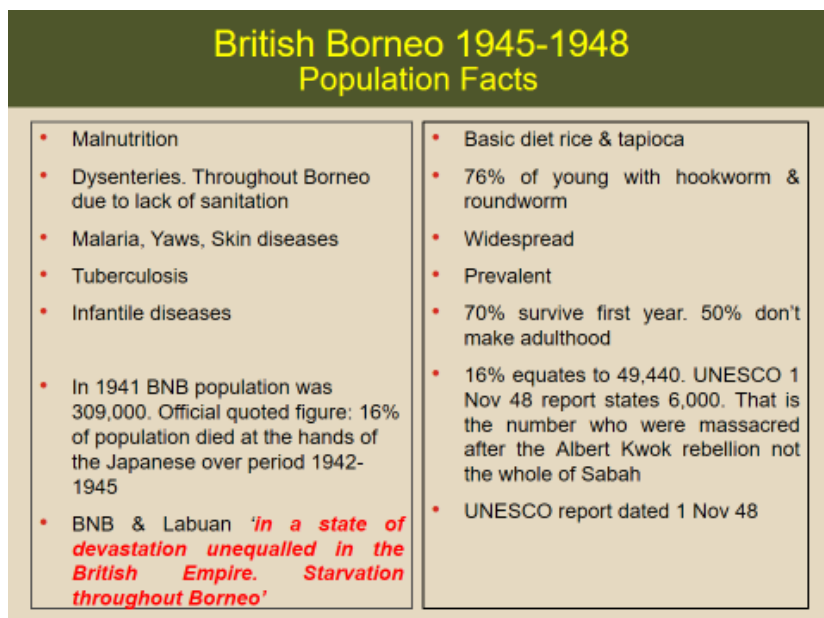 British Borneo 1945-1948
Population Facts
• Malnutrition
• Dysenteries. Throughout Borneo
due to lack of sanitation
• Malaria, Yaws, Skin diseases
• Tuberculosis
• Infantile diseases
• In 1941 BNB population was
309,000. Official quoted figure: 16%
of population died at the hands of
the Japanese over period 1942-
1945
• BNB & Labuan ‘in a state of
devastation unequalled in the
British Empire. Starvation
throughout Borneo’
• Basic diet rice & tapioca
• 76% of young with hookworm &
roundworm
• Widespread
• Prevalent
• 70% survive first year. 50% don’t
make adulthood
• 16% equates to 49,440. UNESCO 1
Nov 48 report states 6,000. That is
the number who were massacred
after the Albert Kwok rebellion not
the whole of Sabah
• UNESCO report dated 1 Nov 48